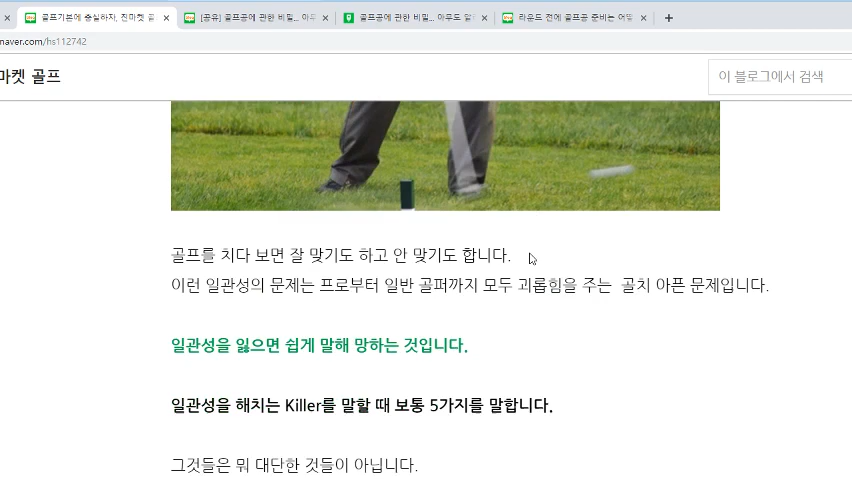 골프기본에 충실하자, 진마켓 골
[공유] 골프공에 관한 비밀... 아무
골프공에 관한 비밀... 아무도 알
라운드 전에 골프공 준비는 어떻
naver.com/hs112742
마켓 골프
이 블로그에서 검색
골프를 치다 보면 잘 맞기도 하고 안 맞기도 합니다.
이런 일관성의 문제는 프로부터 일반 골퍼까지 모두 괴롭힘을 주는 골치 아픈 문제입니다.
일관성을 잃으면 쉽게 말해 망하는 것입니다.
일관성을 해치는 Killer를 말할 때 보통 5가지를 말합니다.
그것들은 뭐 대단한 것들이 아닙니다.